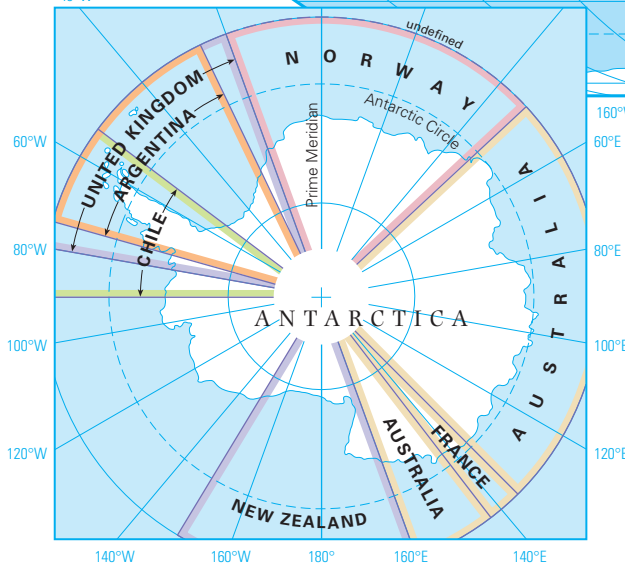 undefined
NORWAY
UNITED KINGDOM
ARGENTINA
CHILE
Prime Meridian
Antarctic Circle
160°
60°W
60°E
AUSTRALIA
80°W
80°E
ANTARCTICA
100°W
100°E
120°W
120°E
FRANCE
AUSTRALIA
NEW ZEALAND
140°W
160°W
180°
160°E
140°E